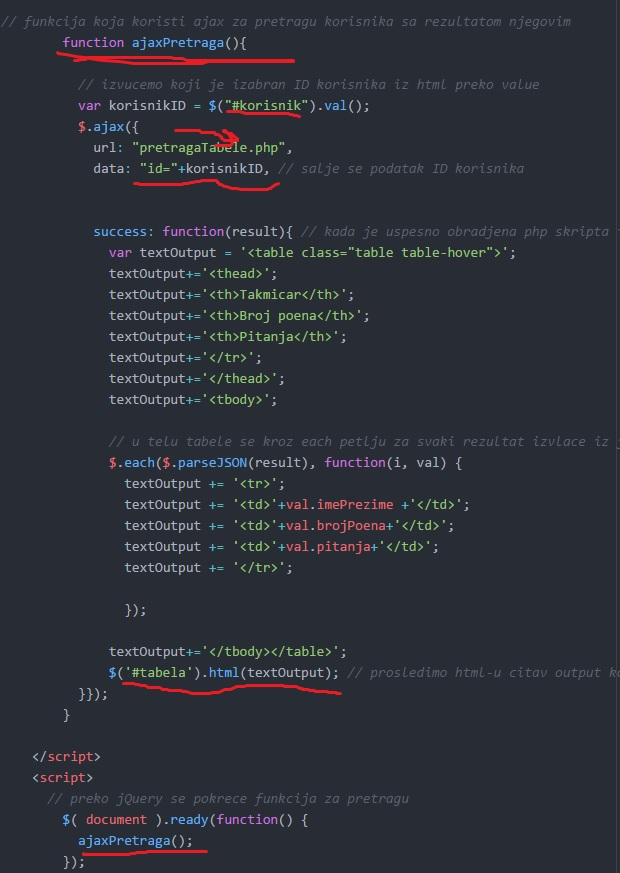 // funkcija koja koristi ajax za pretragu korisnika sa rezultatom njegovim
function ajaxPretraga(){
// izvucemo koji je izabran ID korisnika iz html preko value
var korisnikID = $("#korisnik").val();
$.ajax({
url: "pretragaTabele.php",
data: "id="+korisnikID, // salje se podatak ID korisnika
success: function(result){ // kada je uspesno obradjena php skripta
var textOutput = '<table class="table table-hover">';
textOutput+='<thead>';
textOutput+='<th>Takmicar</th>';
textOutput+='<th>Broj poena</th>';
textOutput+='<th>Pitanja</th>';
textOutput+='</tr>';
textOutput+='</thead>';
textOutput+='<tbody>';
// u telu tabele se kroz each petlju za svaki rezultat izvlace iz
$.each($.parseJSON(result), function(i, val) {
textOutput += '<tr>';
textOutput += '<td>'+val.imePrezime +'</td>';
textOutput += '<td>'+val.brojPoena+'</td>';
textOutput += '<td>'+val.pitanja+'</td>';
textOutput += '</tr>';
});
textOutput+='</tbody></table>';
$('#tabela').html(textOutput); // prosledimo html-u citav output
}});
}
</script>
<script>
// preko jQuery se pokrece funkcija za pretragu
$( document ).ready(function() {
ajaxPretraga();
});